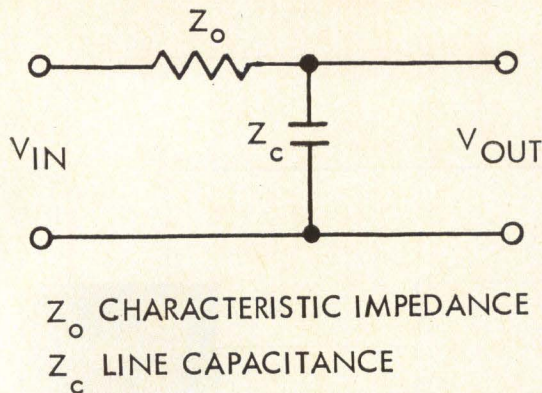 Zo
VIN
Zc
VOUT
Zo CHARACTERISTIC IMPEDANCE
Zc LINE CAPACITANCE